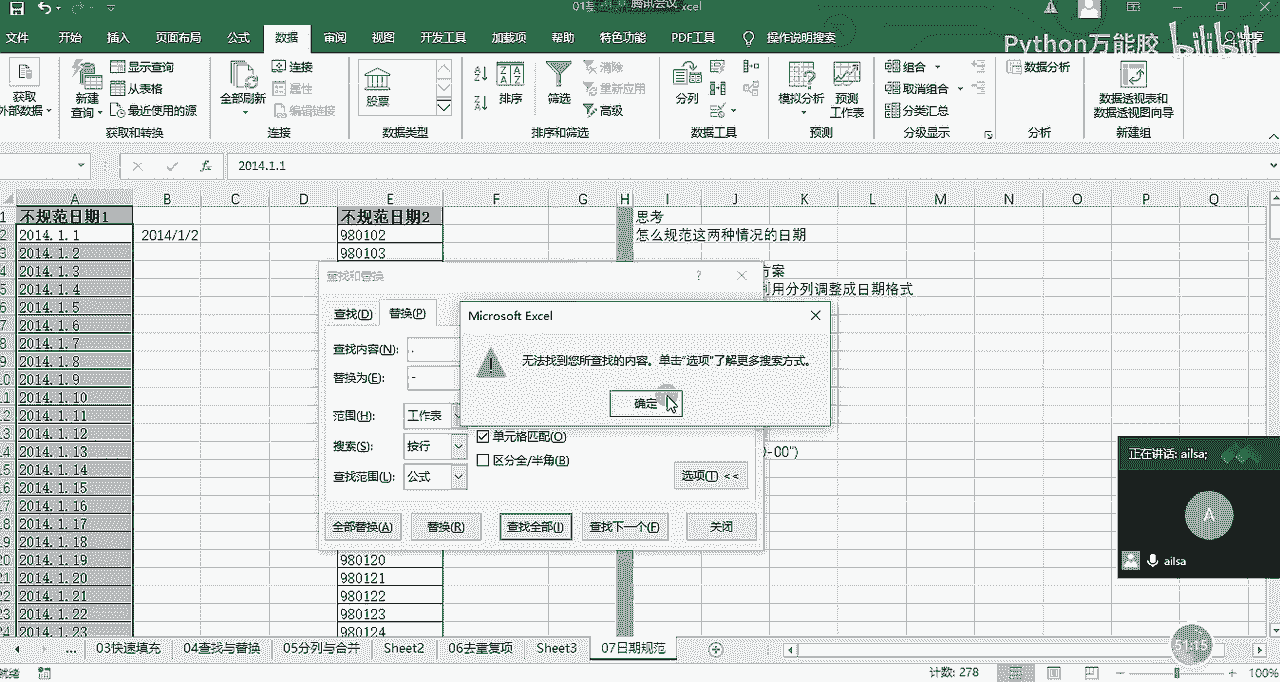 01基
腾讯会议
xcel
文件 开始 插入 页面布局 公式 数据 审阅 视图 开发工具 加载 帮助 特色功能 PDF工具 操作说明搜索
Python万能胶 bilibili
获取
外部数据
新建
查询
显示查询
从表格
最近使用的源
获取和转换
全部刷新
连接
属性
编辑链接
连接
股票
数据类型
排序
筛选
清除
重新应用
高级
排序和筛选
分列
数据工具
模拟分析
预测
工作表
预测
组合
取消组合
分类汇总
分级显示
数据分析
分析
数据透视表和
数据透视图向导
新建组
fx 2014.1.1
A B C D E F G H I J K L M N O P Q
1 不规范日期1 不规范日期2 思考
2 2014.1.1 2014/1/2 980102 怎么规范这两种情况的日期
3 2014.1.2 980103
4 2014.1.3 方案
5 2014.1.4 利用分列调整成日期格式
6 2014.1.5
7 2014.1.6
8 2014.1.7
9 2014.1.8
10 2014.1.9
11 2014.1.10
12 2014.1.11
13 2014.1.12
14 2014.1.13 0-00")
15 2014.1.14
16 2014.1.15
17 2014.1.16
18 2014.1.17
19 2014.1.18
20 2014.1.19 980120
21 2014.1.20 980121
22 2014.1.21 980122
23 2014.1.22 980123
24 2014.1.23 980124
查找和替换 ?
查找(D) 替换(P)
查找内容(N): .
替换为(E): -
范围(H): 工作表
搜索(S): 按行
查找范围(L): 公式
单元格匹配(O)
区分全/半角(B)
选项(T) <<
全部替换(A) 替换(R) 查找全部(I) 查找下一个(F) 关闭
Microsoft Excel
无法找到您所查找的内容。单击“选项”了解更多搜索方式。
确定
正在讲话: ailsa;
A
ailsa
51:15
... 03快速填充 04查找与替换 05分列与合并 Sheet2 06去重复项 Sheet3 07日期规范
就绪 计数: 278 100%